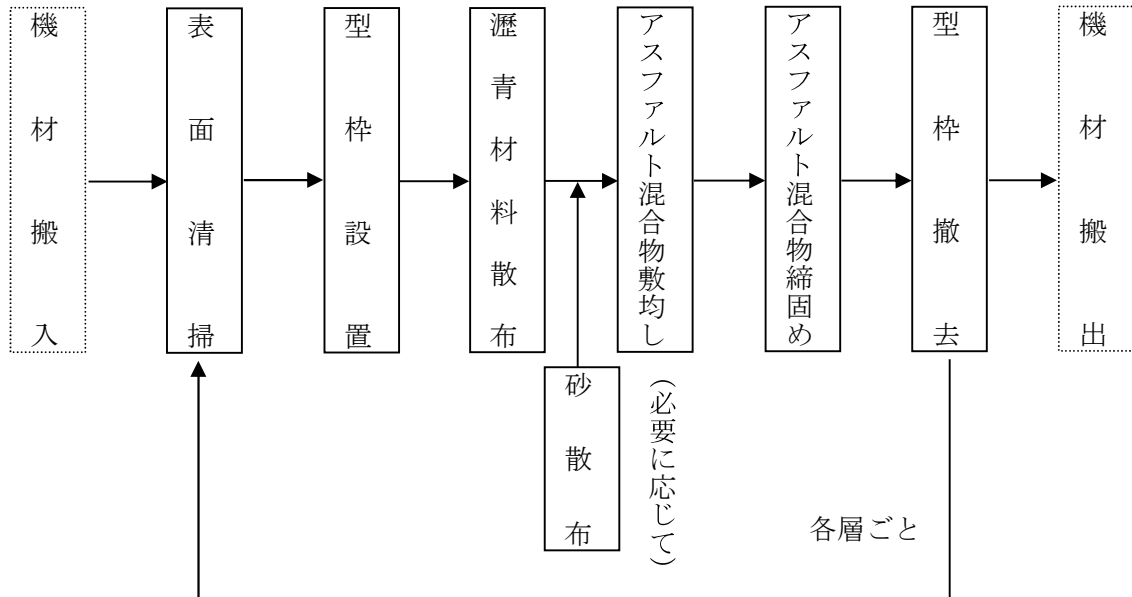 機材搬入
表面清掃
型枠設置
瀝青材料散布
アスファルト混合物敷均し
アスファルト混合物締固め
型枠撤去
機材搬出
砂散布
(必要に応じて)
各層ごと